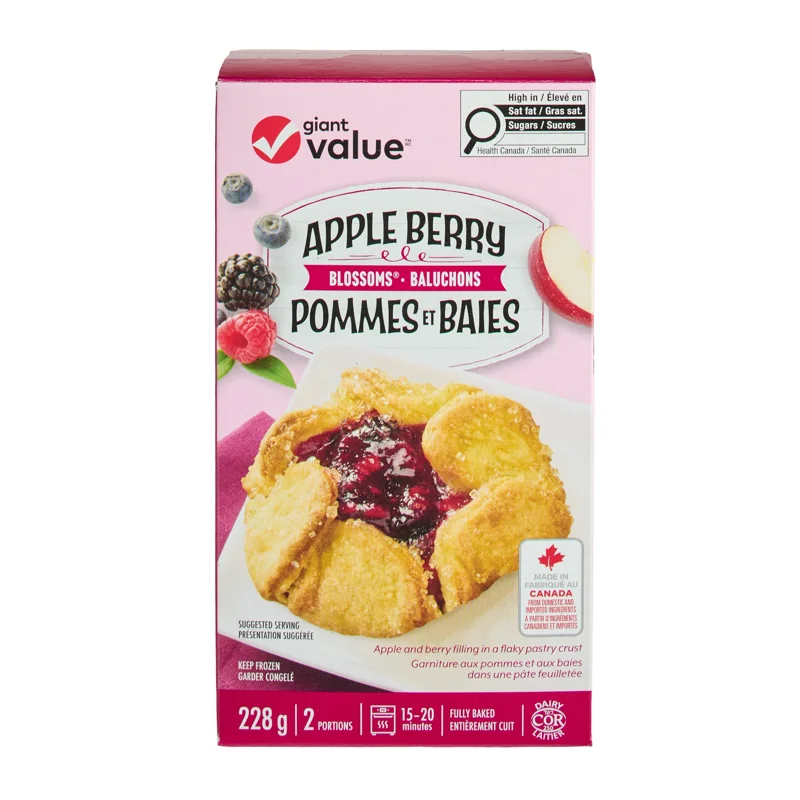 High in / Élevé en
Sat fat / Gras sat.
Sugars / Sucres
Health Canada / Santé Canada
giant
value™
MC
APPLE BERRY
BLOSSOMS® • BALUCHONS
POMMES ET BAIES
MADE IN
FABRIQUÉ AU
CANADA
FROM DOMESTIC AND
IMPORTED INGREDIENTS
À PARTIR D'INGRÉDIENTS
CANADIENS ET IMPORTÉS
SUGGESTED SERVING
PRÉSENTATION SUGGÉRÉE
Apple and berry filling in a flaky pastry crust
Garniture aux pommes et aux baies
dans une pâte feuilletée
KEEP FROZEN
GARDER CONGELÉ
228 g
2 PORTIONS
15–20
minutes
FULLY BAKED
ENTIÈREMENT CUIT
DAIRY
COR
LAITIER